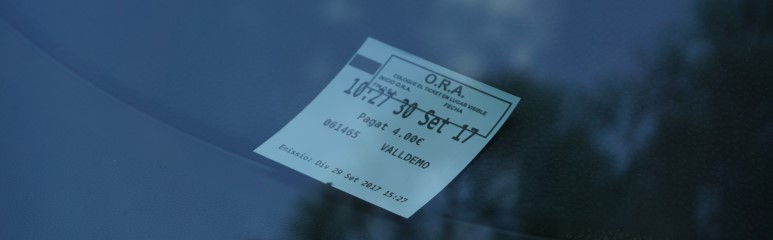 O.R.A.
COLOQUE EL TICKET EN LUGAR VISIBLE
INICIO O.R.A. FECHA
10:27 30 Set 17
Pagat 4.00€
061465 VALLDEMO
Emissio: Div 29 Set 2017 15:27